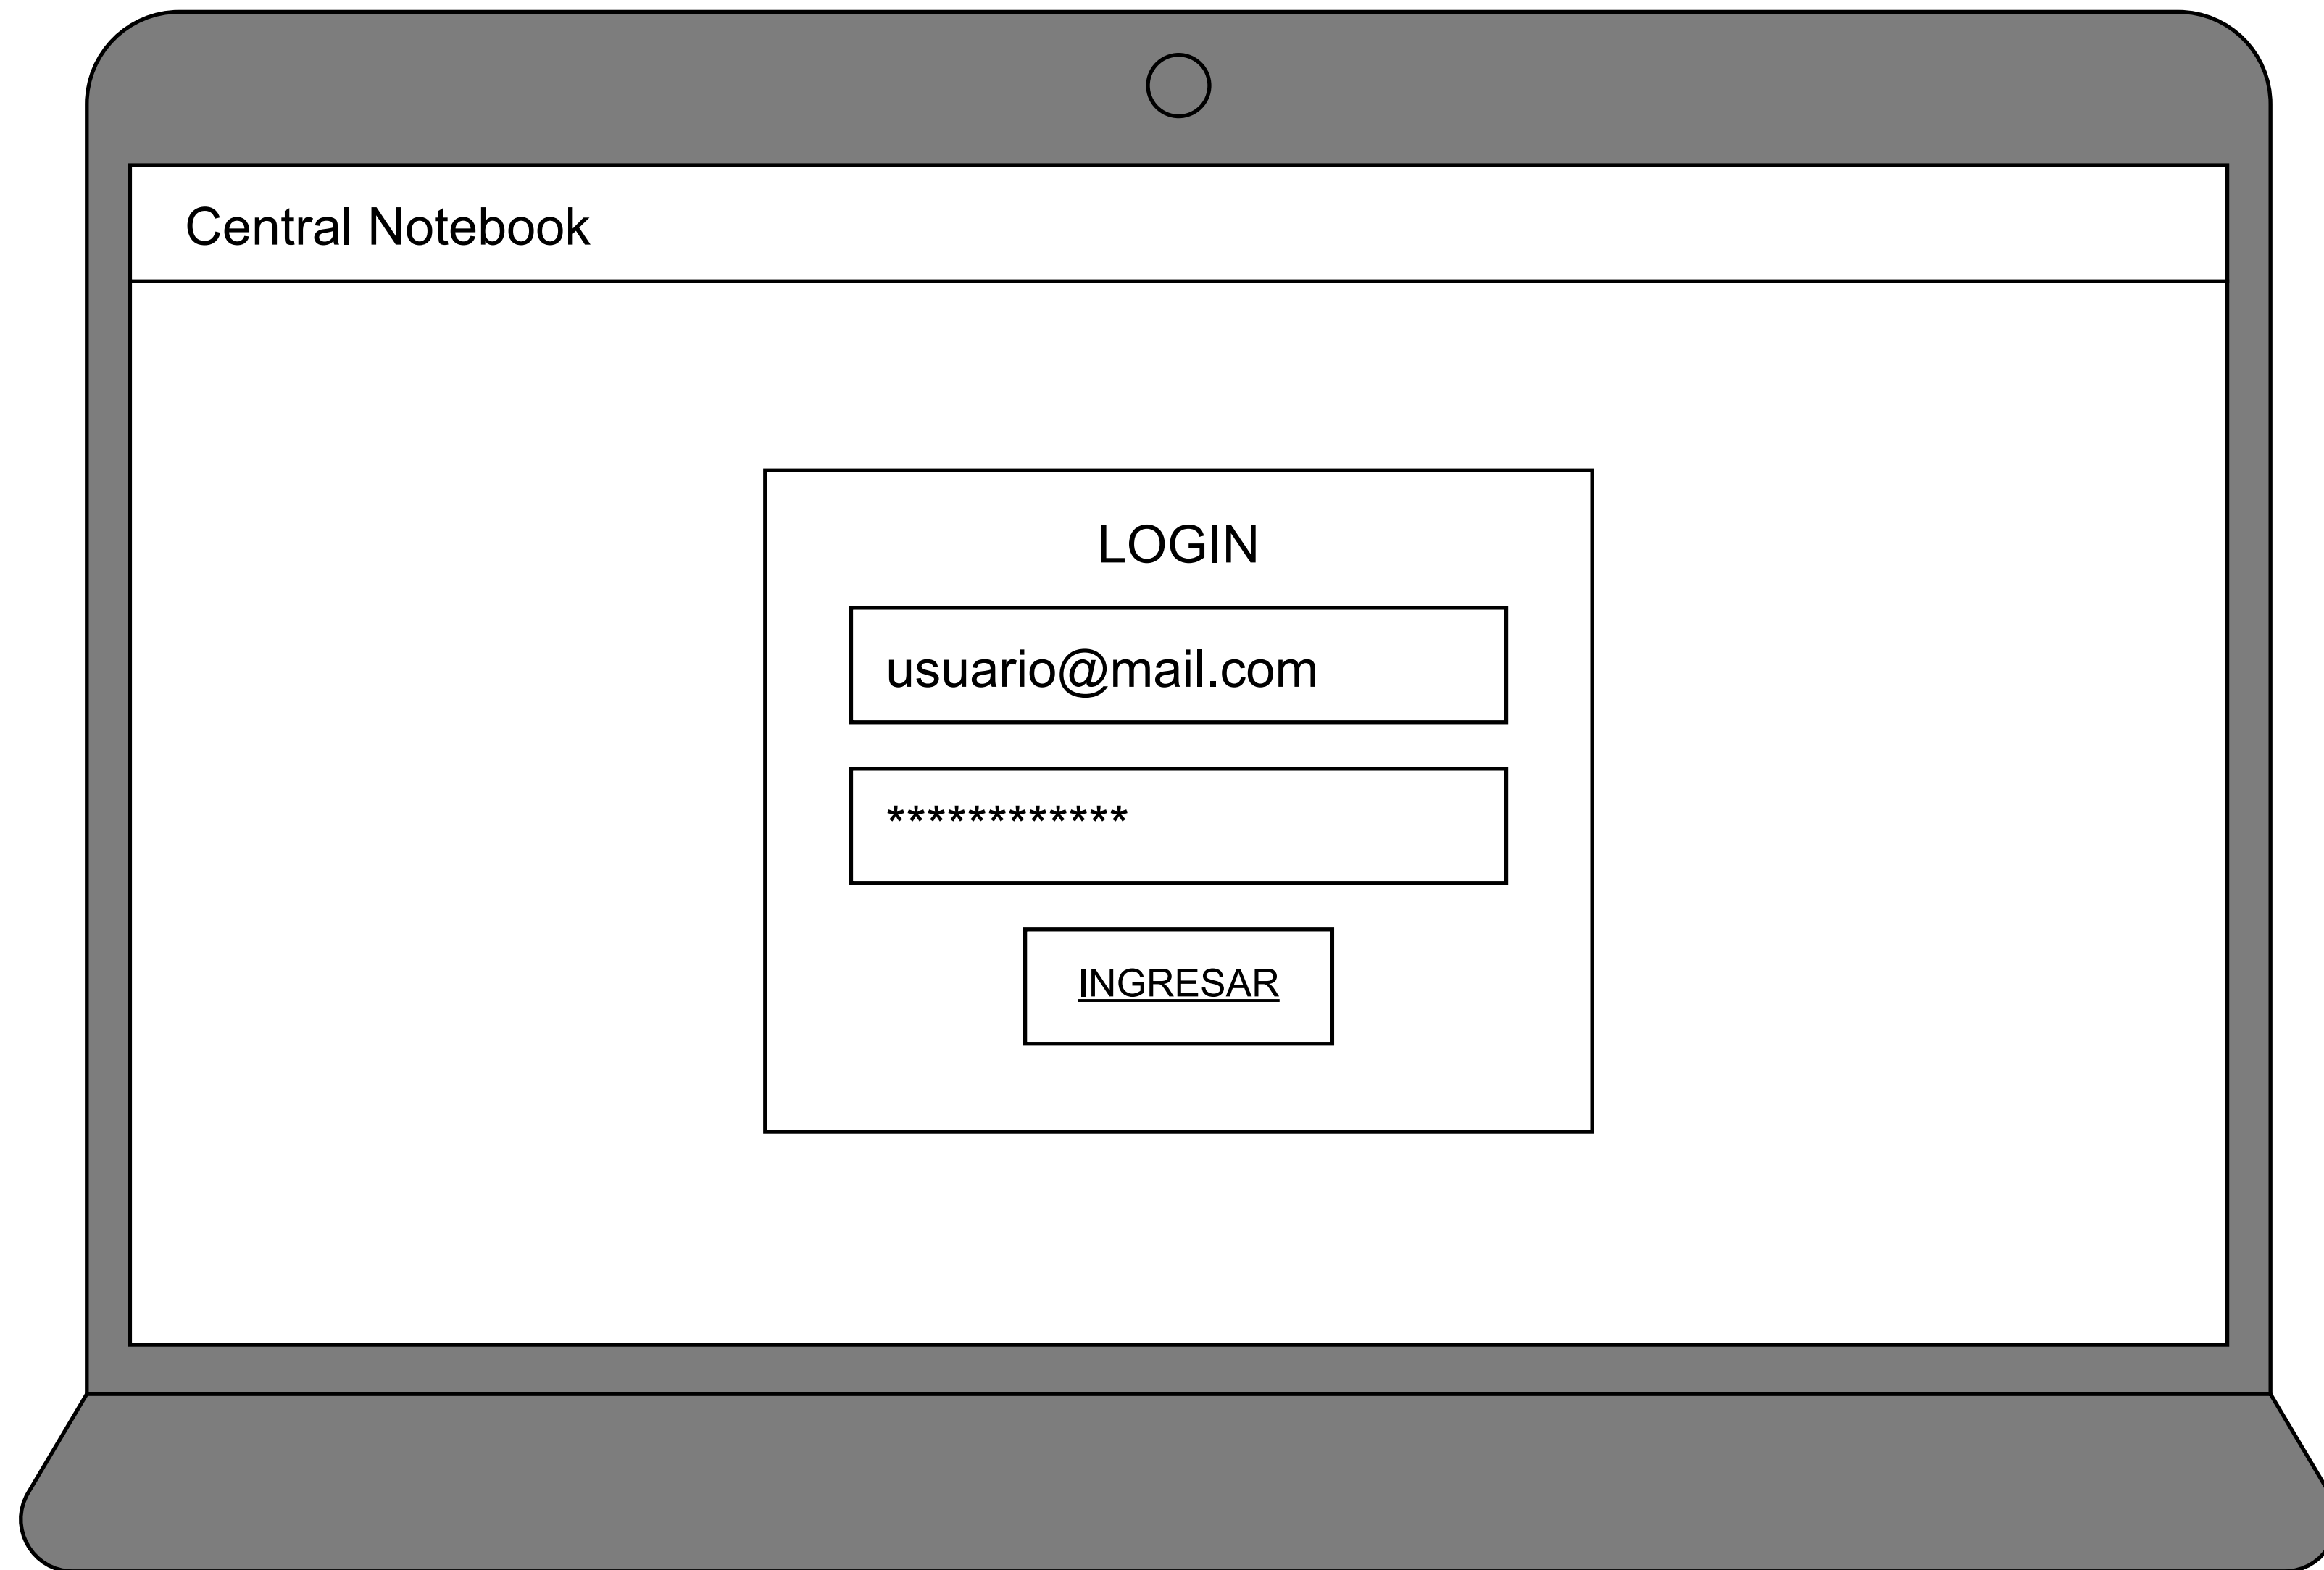 Central Notebook
LOGIN
usuario@mail.com
************
INGRESAR